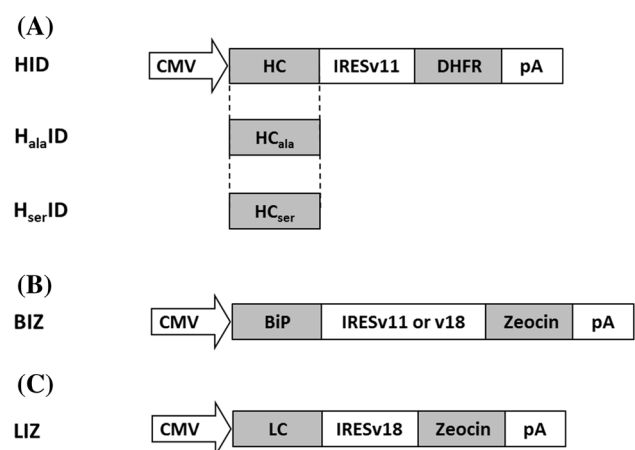 (A)
HID CMV HC IRESv11 DHFR pA
HalaID HCala
HserID HCser
(B)
BIZ CMV BiP IRESv11 or v18 Zeocin pA
(C)
LIZ CMV LC IRESv18 Zeocin pA